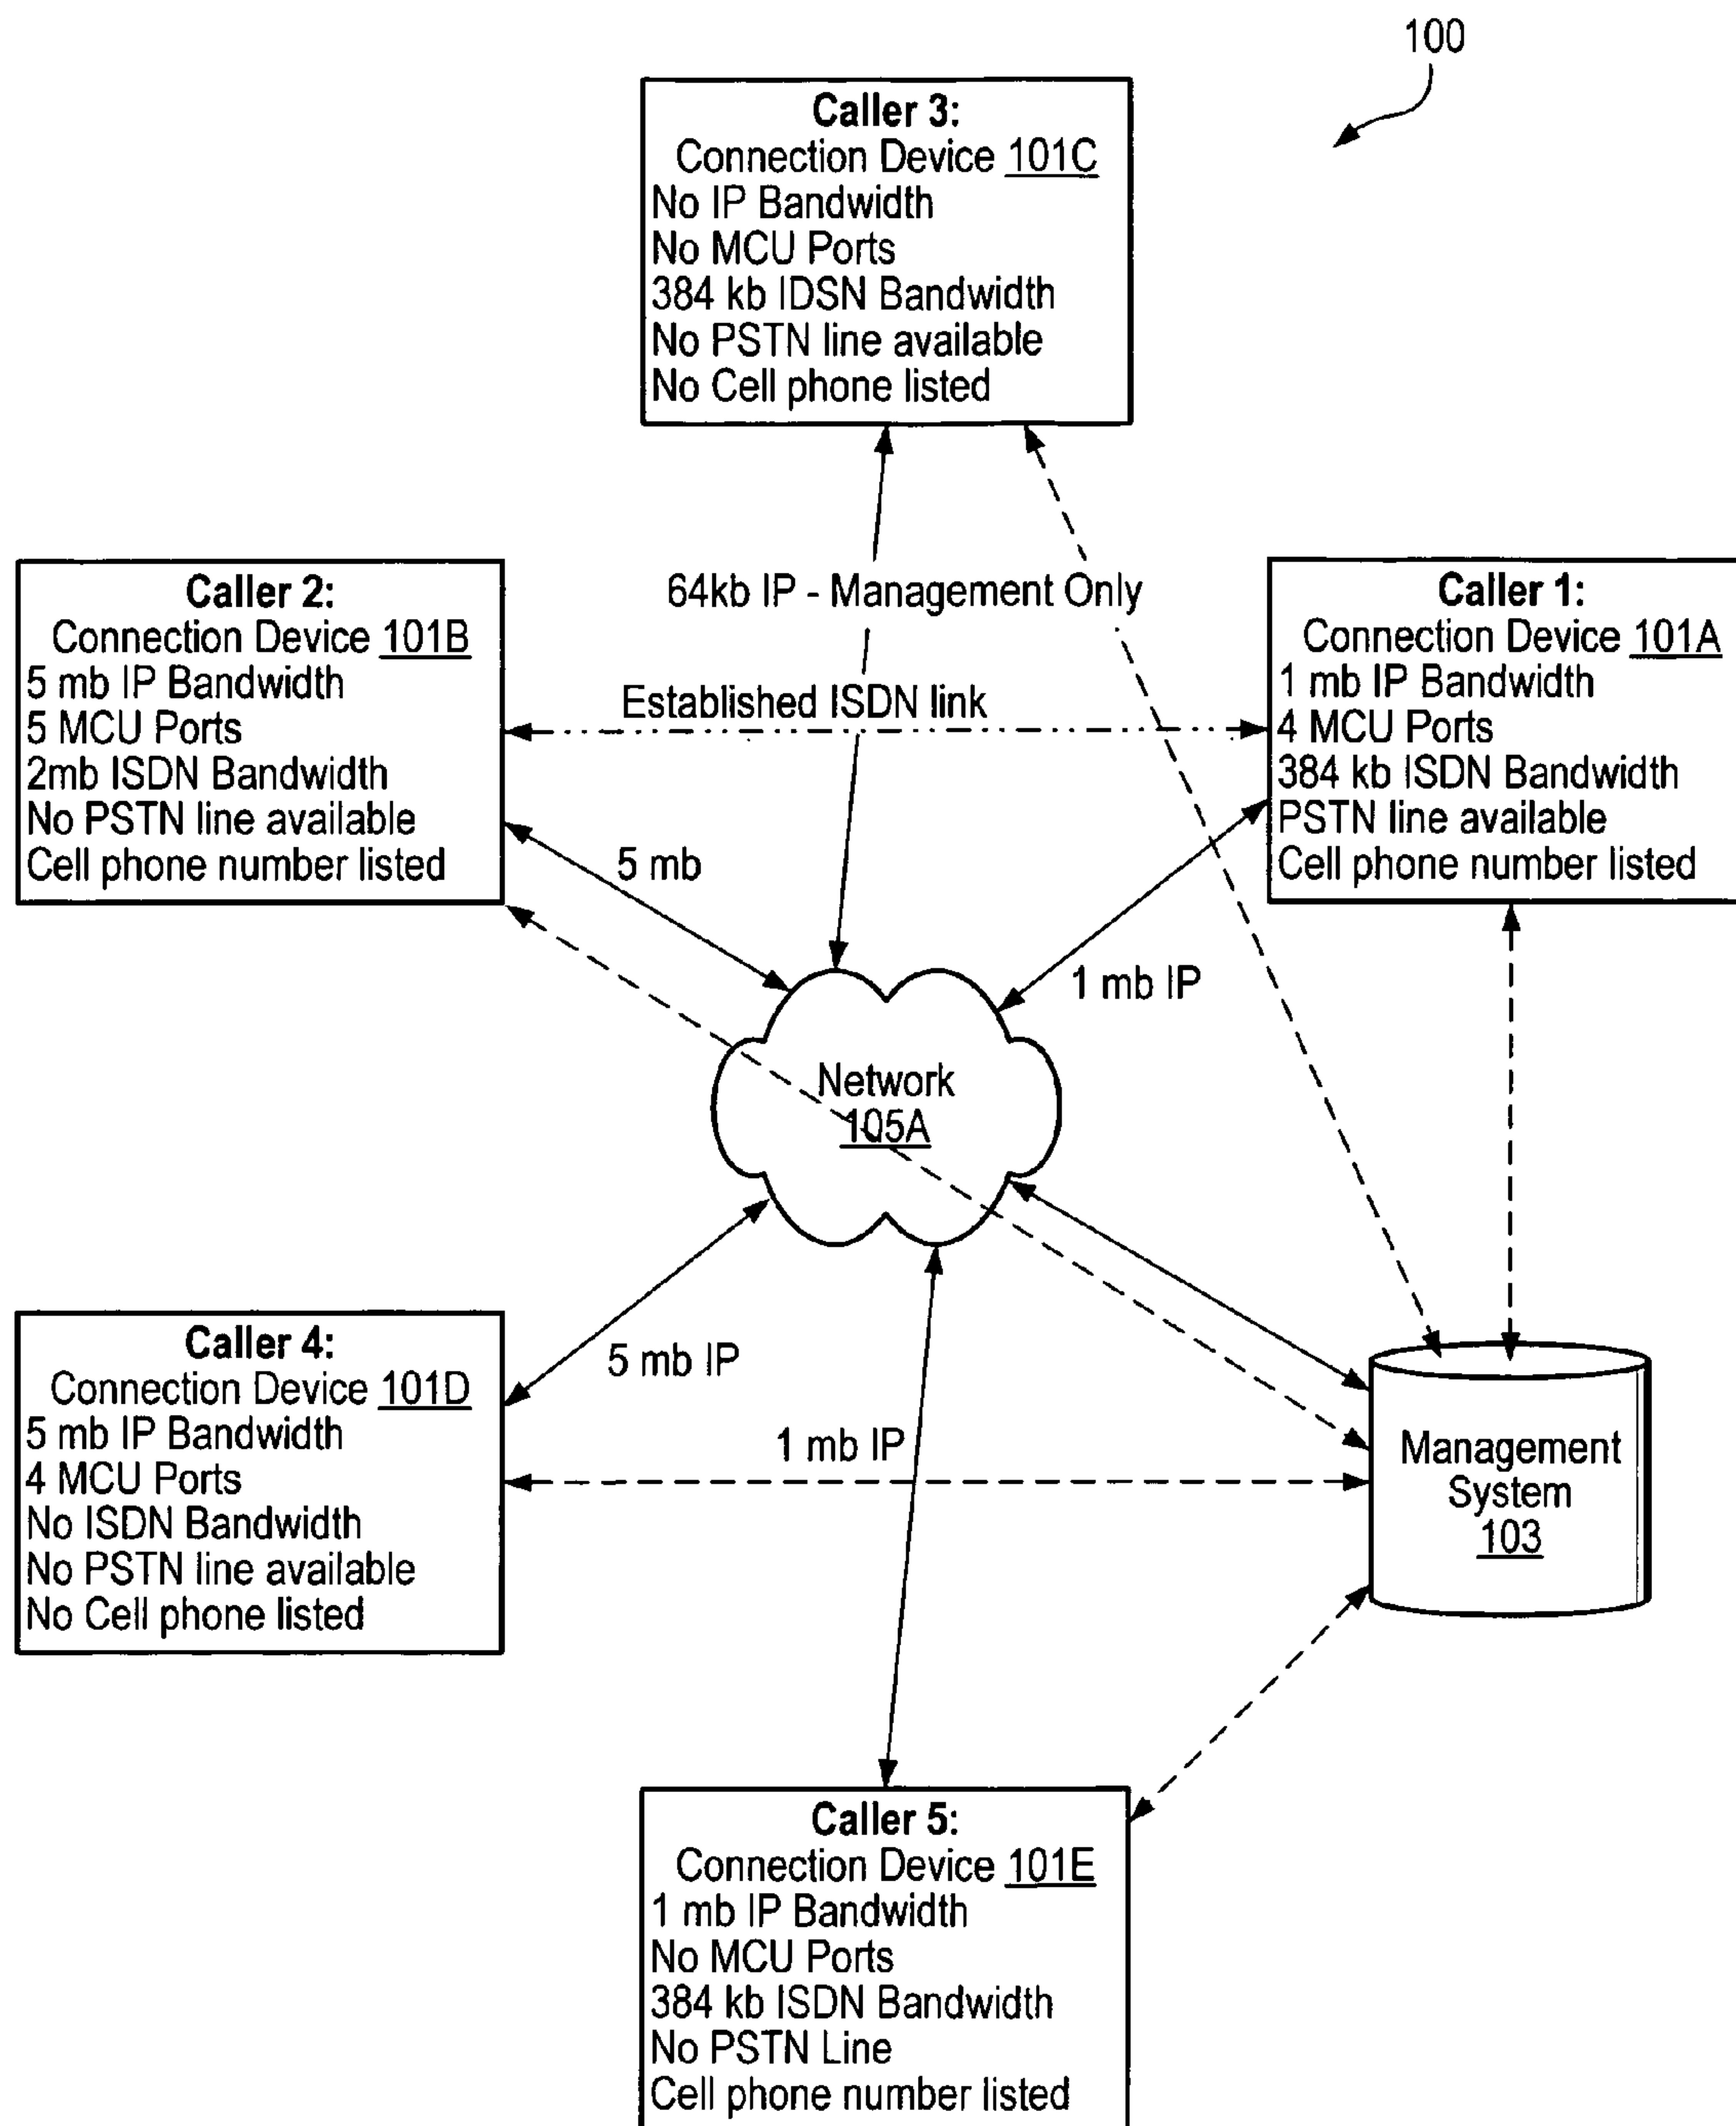 100
Caller 3:
Connection Device 101C
No IP Bandwidth
No MCU Ports
384 kb IDSN Bandwidth
No PSTN line available
No Cell phone listed
64kb IP - Management Only
Caller 2:
Connection Device 101B
5 mb IP Bandwidth
5 MCU Ports
2mb ISDN Bandwidth
No PSTN line available
Cell phone number listed
Established ISDN link
Caller 1:
Connection Device 101A
1 mb IP Bandwidth
4 MCU Ports
384 kb ISDN Bandwidth
PSTN line available
Cell phone number listed
5 mb
1 mb IP
Network
105A
Caller 4:
Connection Device 101D
5 mb IP Bandwidth
4 MCU Ports
No ISDN Bandwidth
No PSTN line available
No Cell phone listed
5 mb IP
1 mb IP
Management
System
103
Caller 5:
Connection Device 101E
1 mb IP Bandwidth
No MCU Ports
384 kb ISDN Bandwidth
No PSTN Line
Cell phone number listed